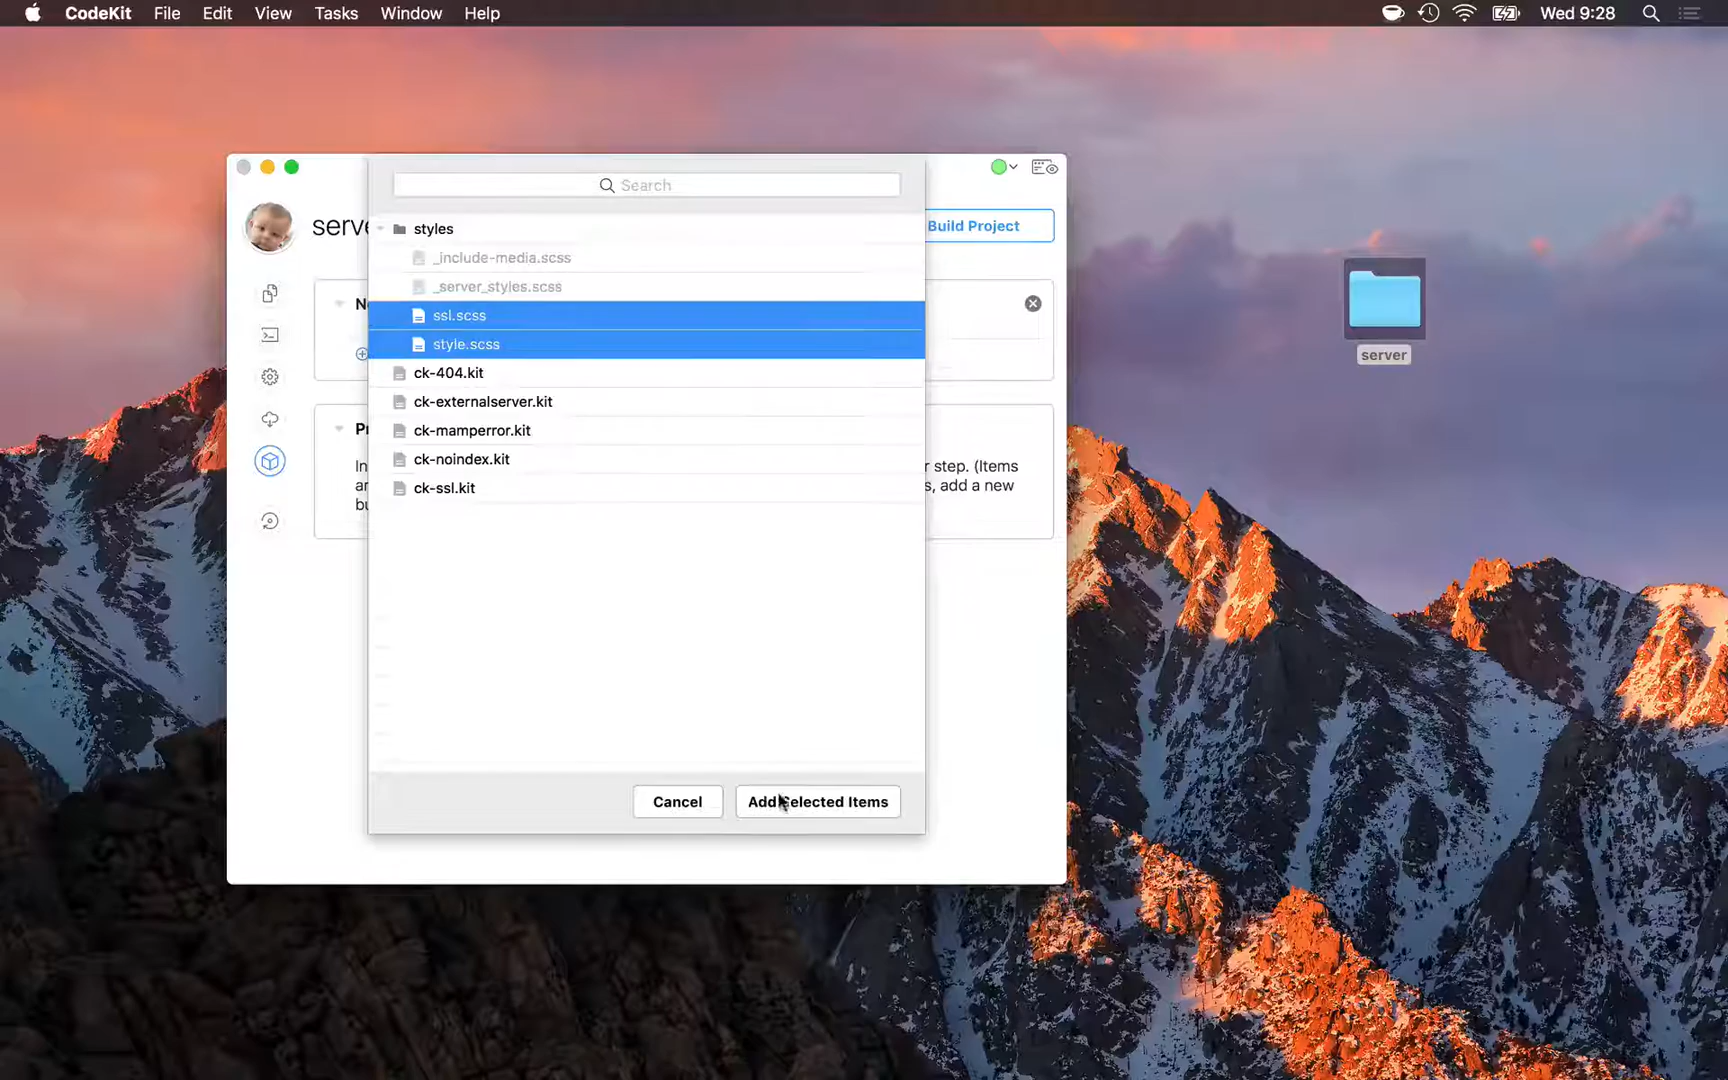 CodeKit File Edit View Tasks Window Help Wed 9:28
Search
serve
Build Project
styles
_include-media.scss
_server_styles.scss
ssl.scss
style.scss
ck-404.kit
ck-externalserver.kit
ck-mamperror.kit
ck-noindex.kit
ck-ssl.kit
r step. (Items
s, add a new
Cancel Add Selected Items
server